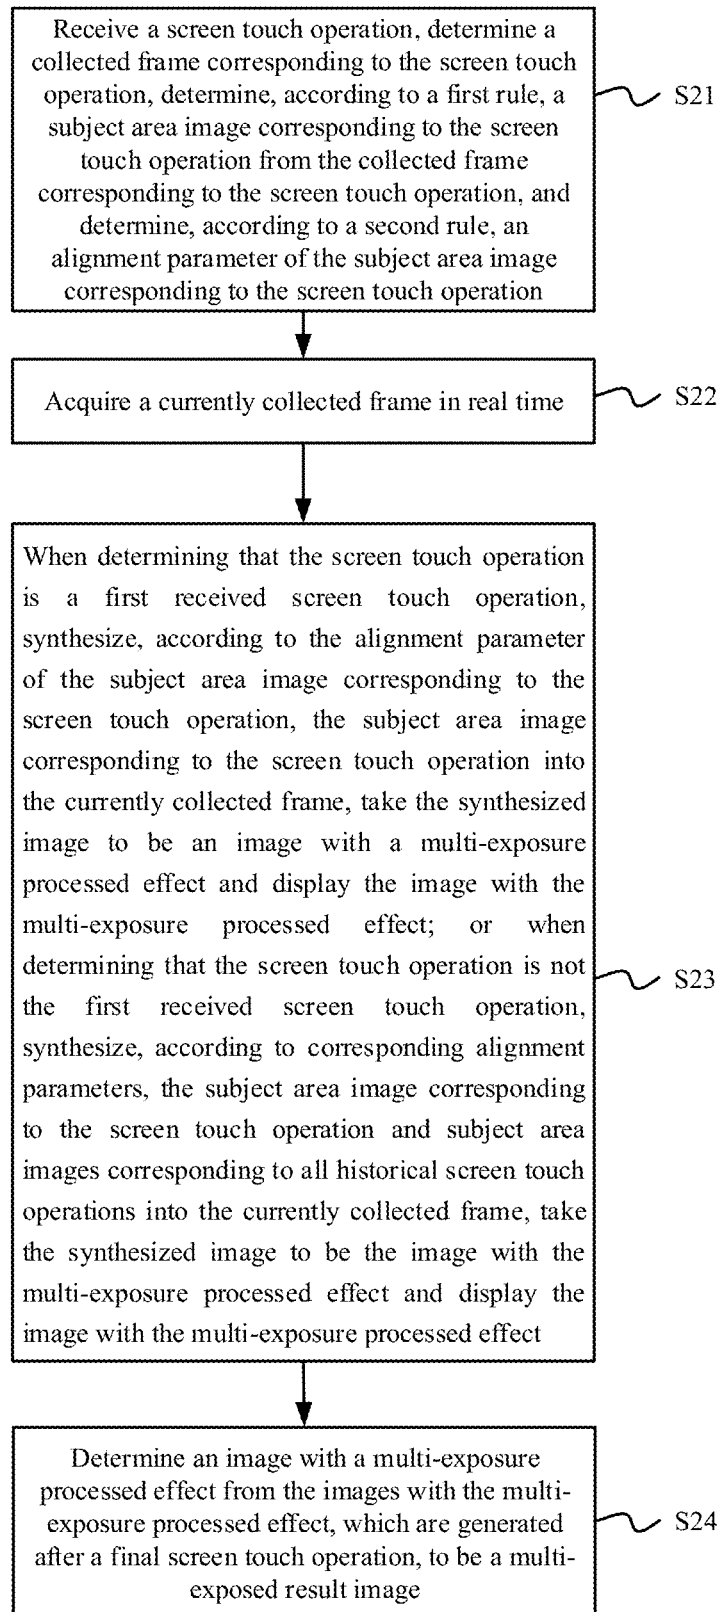 Receive a screen touch operation, determine a
collected frame corresponding to the screen touch
operation, determine, according to a first rule, a
subject area image corresponding to the screen
touch operation from the collected frame
corresponding to the screen touch operation, and
determine, according to a second rule, an
alignment parameter of the subject area image
corresponding to the screen touch operation
S21
Acquire a currently collected frame in real time
S22
When determining that the screen touch operation
is a first received screen touch operation,
synthesize, according to the alignment parameter
of the subject area image corresponding to the
screen touch operation, the subject area image
corresponding to the screen touch operation into
the currently collected frame, take the synthesized
image to be an image with a multi-exposure
processed effect and display the image with the
multi-exposure processed effect; or when
determining that the screen touch operation is not
the first received screen touch operation,
synthesize, according to corresponding alignment
parameters, the subject area image corresponding
to the screen touch operation and subject area
images corresponding to all historical screen touch
operations into the currently collected frame, take
the synthesized image to be the image with the
multi-exposure processed effect and display the
image with the multi-exposure processed effect
S23
Determine an image with a multi-exposure
processed effect from the images with the multi-
exposure processed effect, which are generated
after a final screen touch operation, to be a multi-
exposed result image
S24